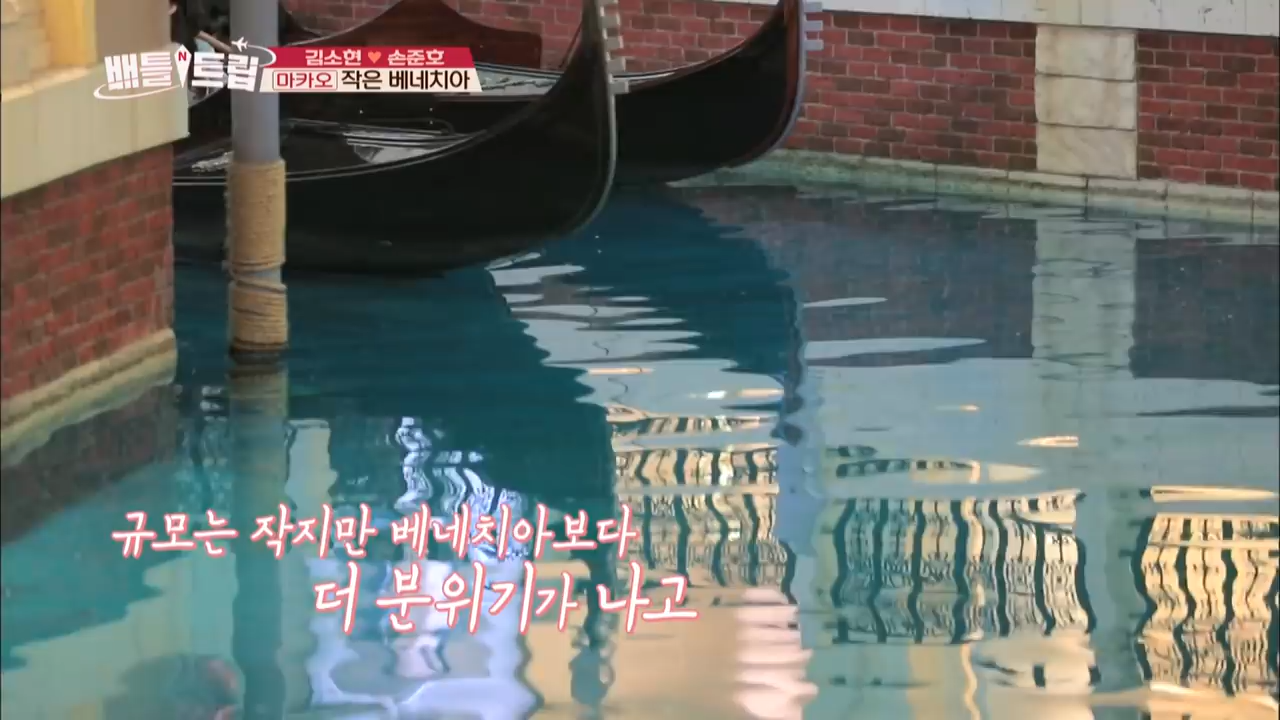 배틀트립
김소현 ♥ 손준호
마카오 작은 베네치아
규모는 작지만 베네치아보다
더 분위기가 나고